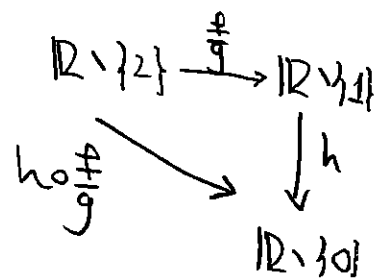 f/g
ℝ \ {2} → ℝ \ {1}
h∘f/g h
ℝ \ {0}